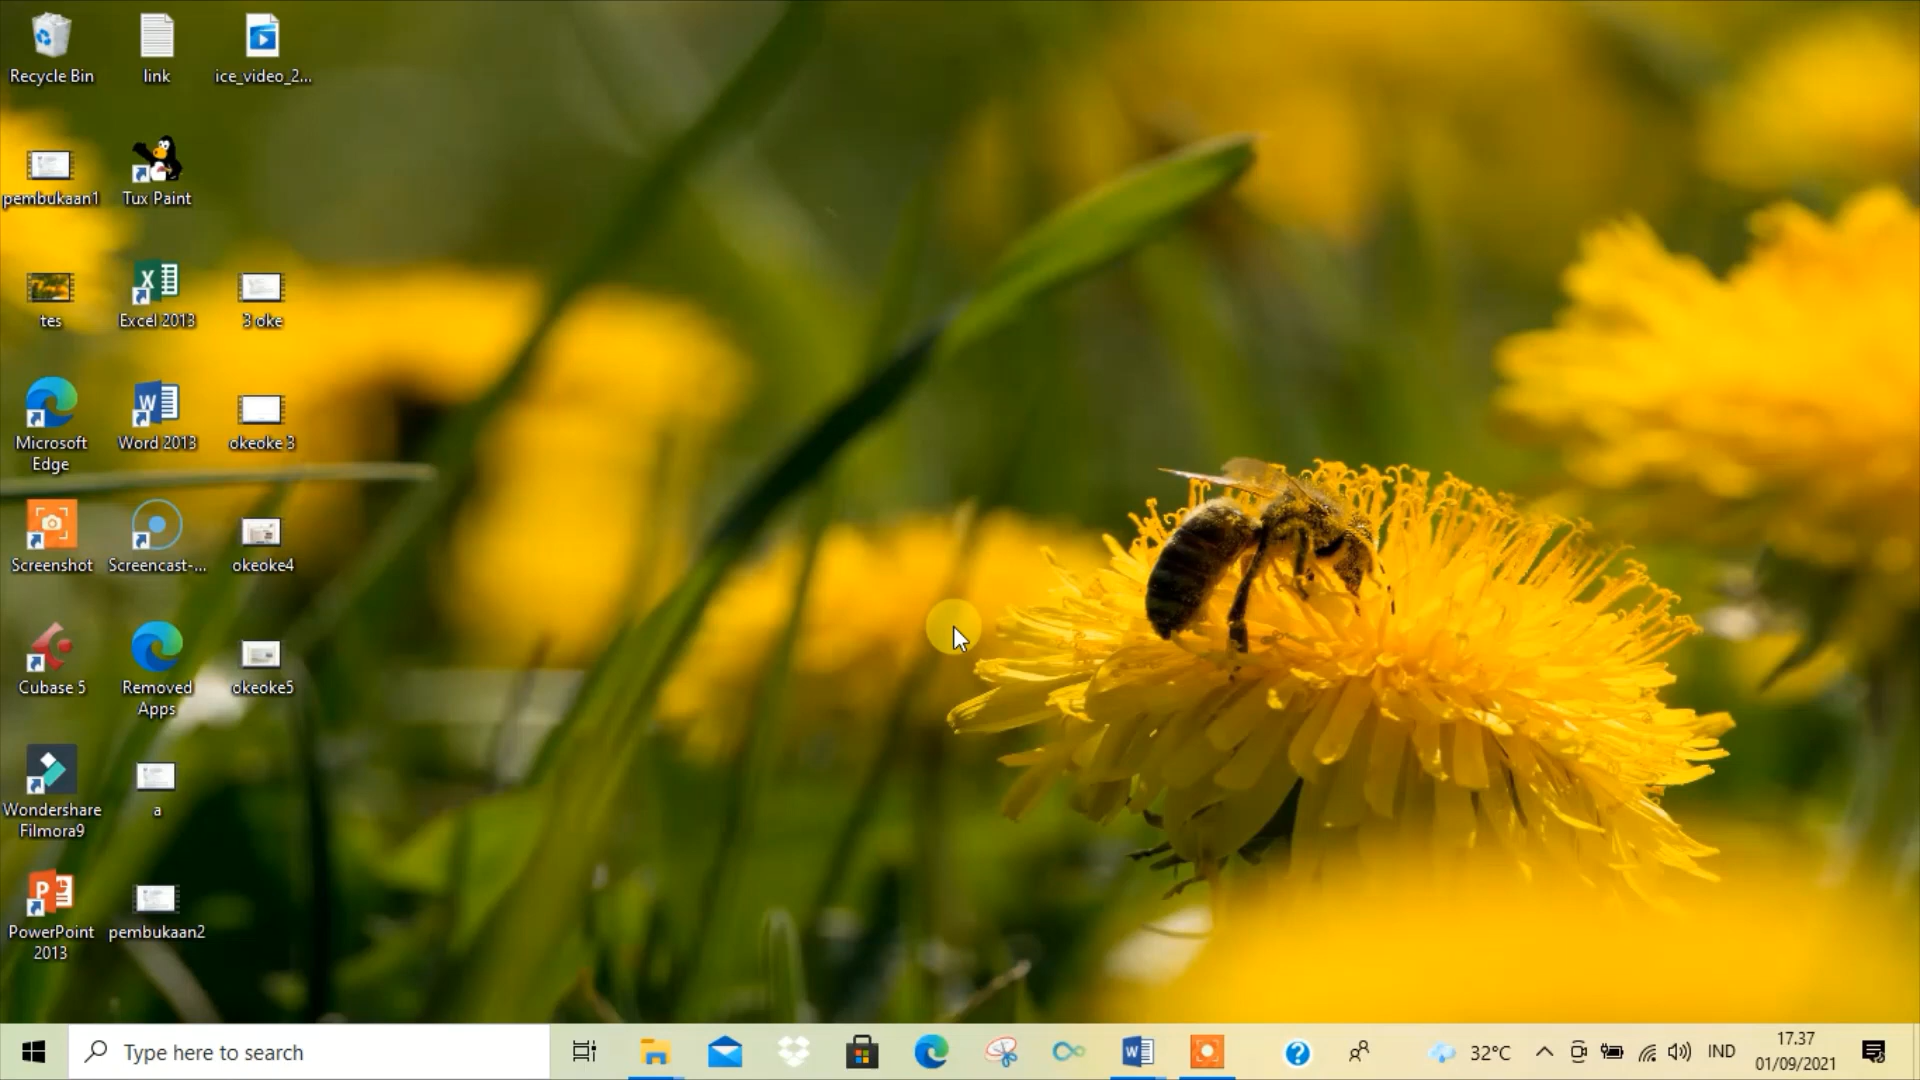 Recycle Bin
link
ice_video_2...
pembukaan1
Tux Paint
tes
Excel 2013
3 oke
Microsoft
Edge
Word 2013
okeoke 3
Screenshot
Screencast-...
okeoke4
Cubase 5
Removed
Apps
okeoke5
Wondershare
Filmora9
a
PowerPoint
2013
pembukaan2
Type here to search
32°C
IND
17.37
01/09/2021